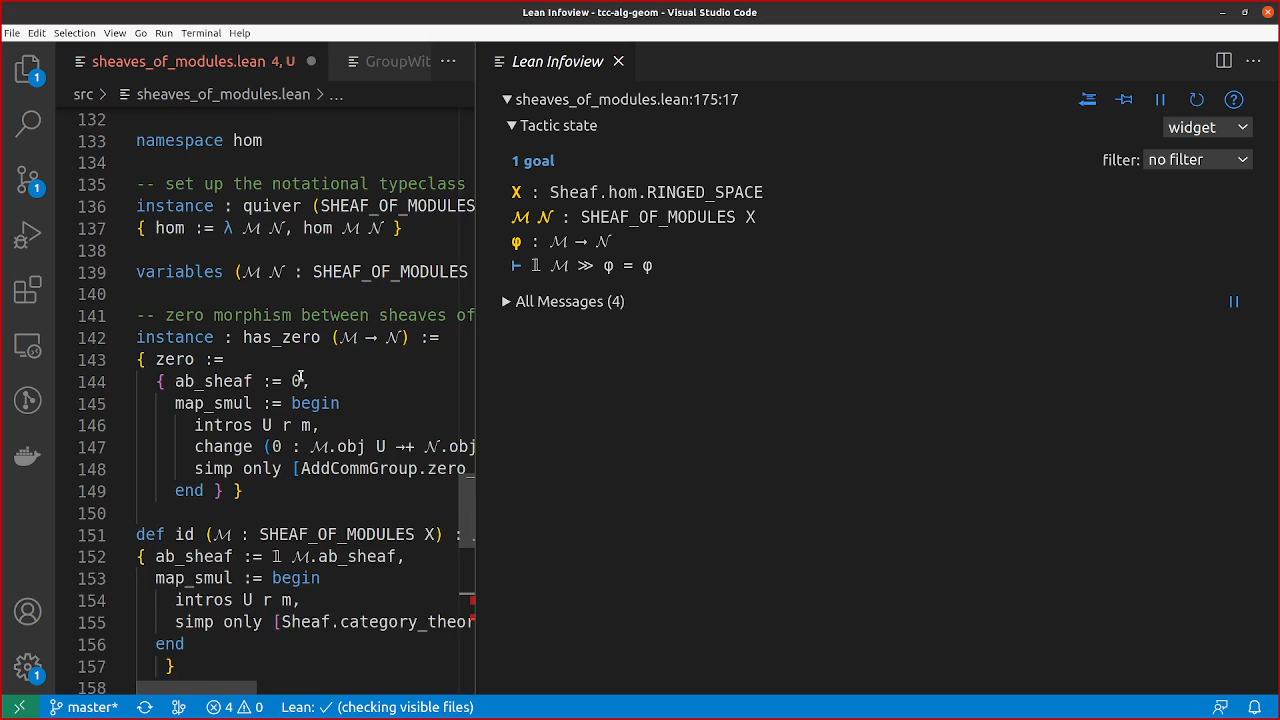 Lean Infoview - tcc-alg-geom - Visual Studio Code
File Edit Selection View Go Run Terminal Help
sheaves_of_modules.lean 4, U
GroupWit
Lean Infoview
src > sheaves_of_modules.lean > ...
132
133 namespace hom
134
135 -- set up the notational typeclass
136 instance : quiver (SHEAF_OF_MODULES
137 { hom := λ ℳ 𝒩, hom ℳ 𝒩 }
138
139 variables (ℳ 𝒩 : SHEAF_OF_MODULES
140
141 -- zero morphism between sheaves of
142 instance : has_zero (ℳ ⟶ 𝒩) :=
143 { zero :=
144 { ab_sheaf := 0,
145 map_smul := begin
146 intros U r m,
147 change (0 : ℳ.obj U →+ 𝒩.obj
148 simp only [AddCommGroup.zero_
149 end } }
150
151 def id (ℳ : SHEAF_OF_MODULES X) :
152 { ab_sheaf := 𝟙 ℳ.ab_sheaf,
153 map_smul := begin
154 intros U r m,
155 simp only [Sheaf.category_theor
156 end
157 }
158
sheaves_of_modules.lean:175:17
Tactic state
widget
1 goal
filter: no filter
X : Sheaf.hom.RINGED_SPACE
ℳ 𝒩 : SHEAF_OF_MODULES X
φ : ℳ ⟶ 𝒩
⊢ 𝟙 ℳ ≫ φ = φ
All Messages (4)
1
1
1
master* 4 0 Lean: ✓ (checking visible files)